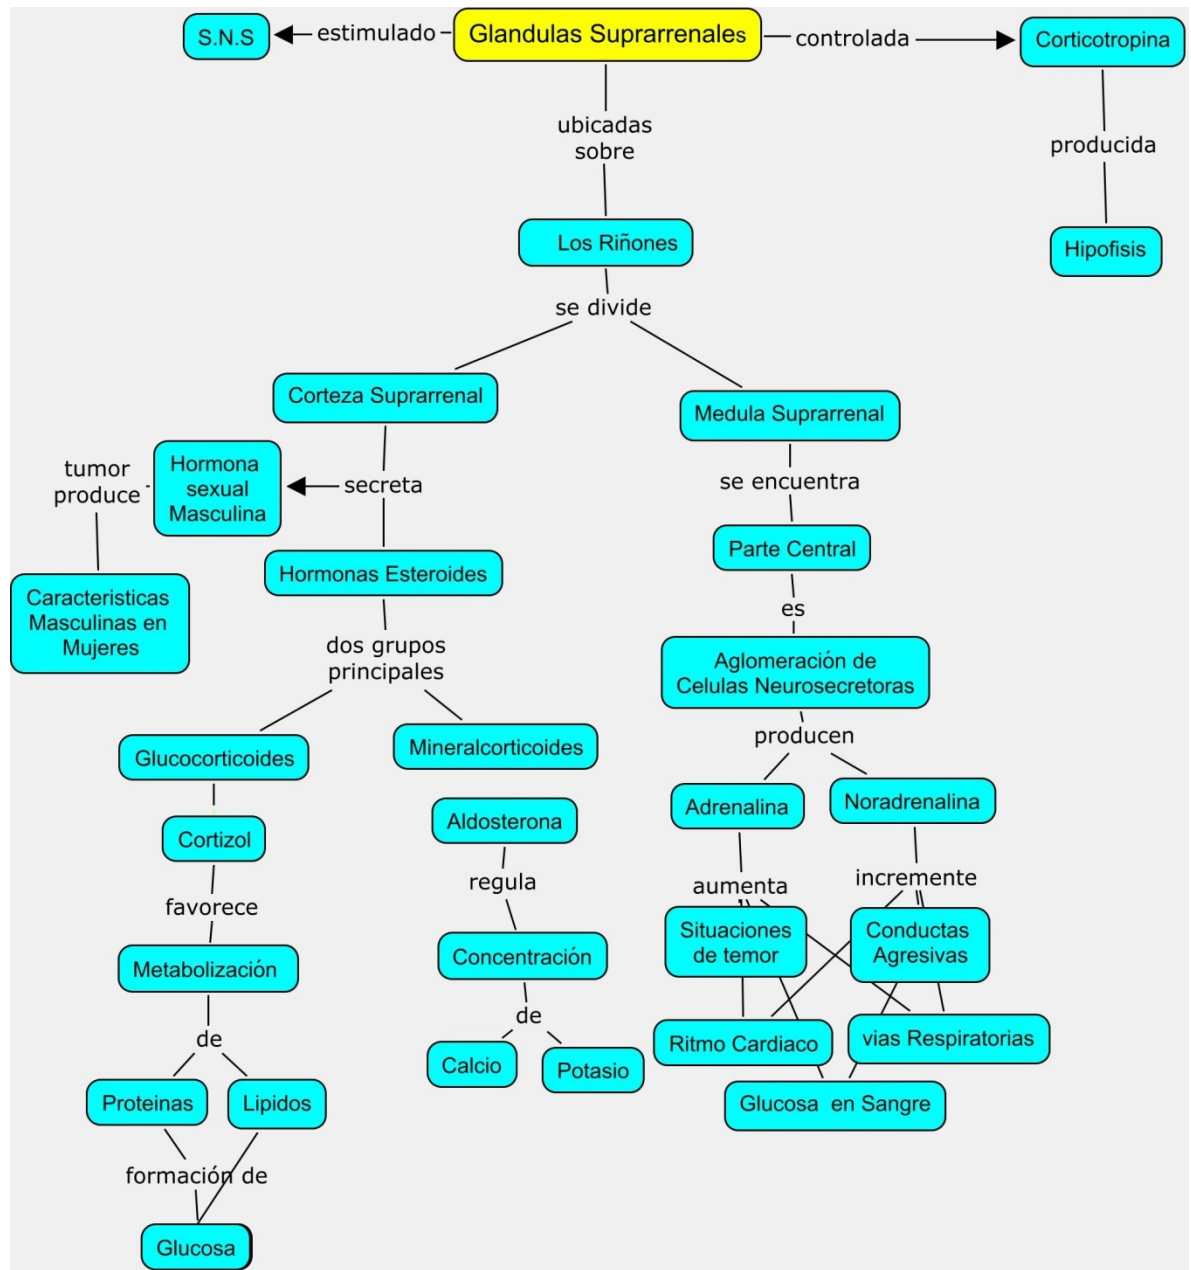 S.N.S
estimulado
Glandulas Suprarrenales
controlada
Corticotropina
ubicadas
sobre
producida
Los Riñones
Hipofisis
se divide
Corteza Suprarrenal
Medula Suprarrenal
tumor
produce
Hormona
sexual
Masculina
secreta
se encuentra
Parte Central
Hormonas Esteroides
Caracteristicas
Masculinas en
Mujeres
es
dos grupos
principales
Aglomeración de
Celulas Neurosecretoras
Glucocorticoides
Mineralcorticoides
producen
Adrenalina
Noradrenalina
Cortizol
Aldosterona
favorece
regula
aumenta
incremente
Situaciones
de temor
Conductas
Agresivas
Metabolización
Concentración
de
de
Ritmo Cardiaco
vias Respiratorias
Calcio
Potasio
Proteinas
Lipidos
Glucosa en Sangre
formación de
Glucosa